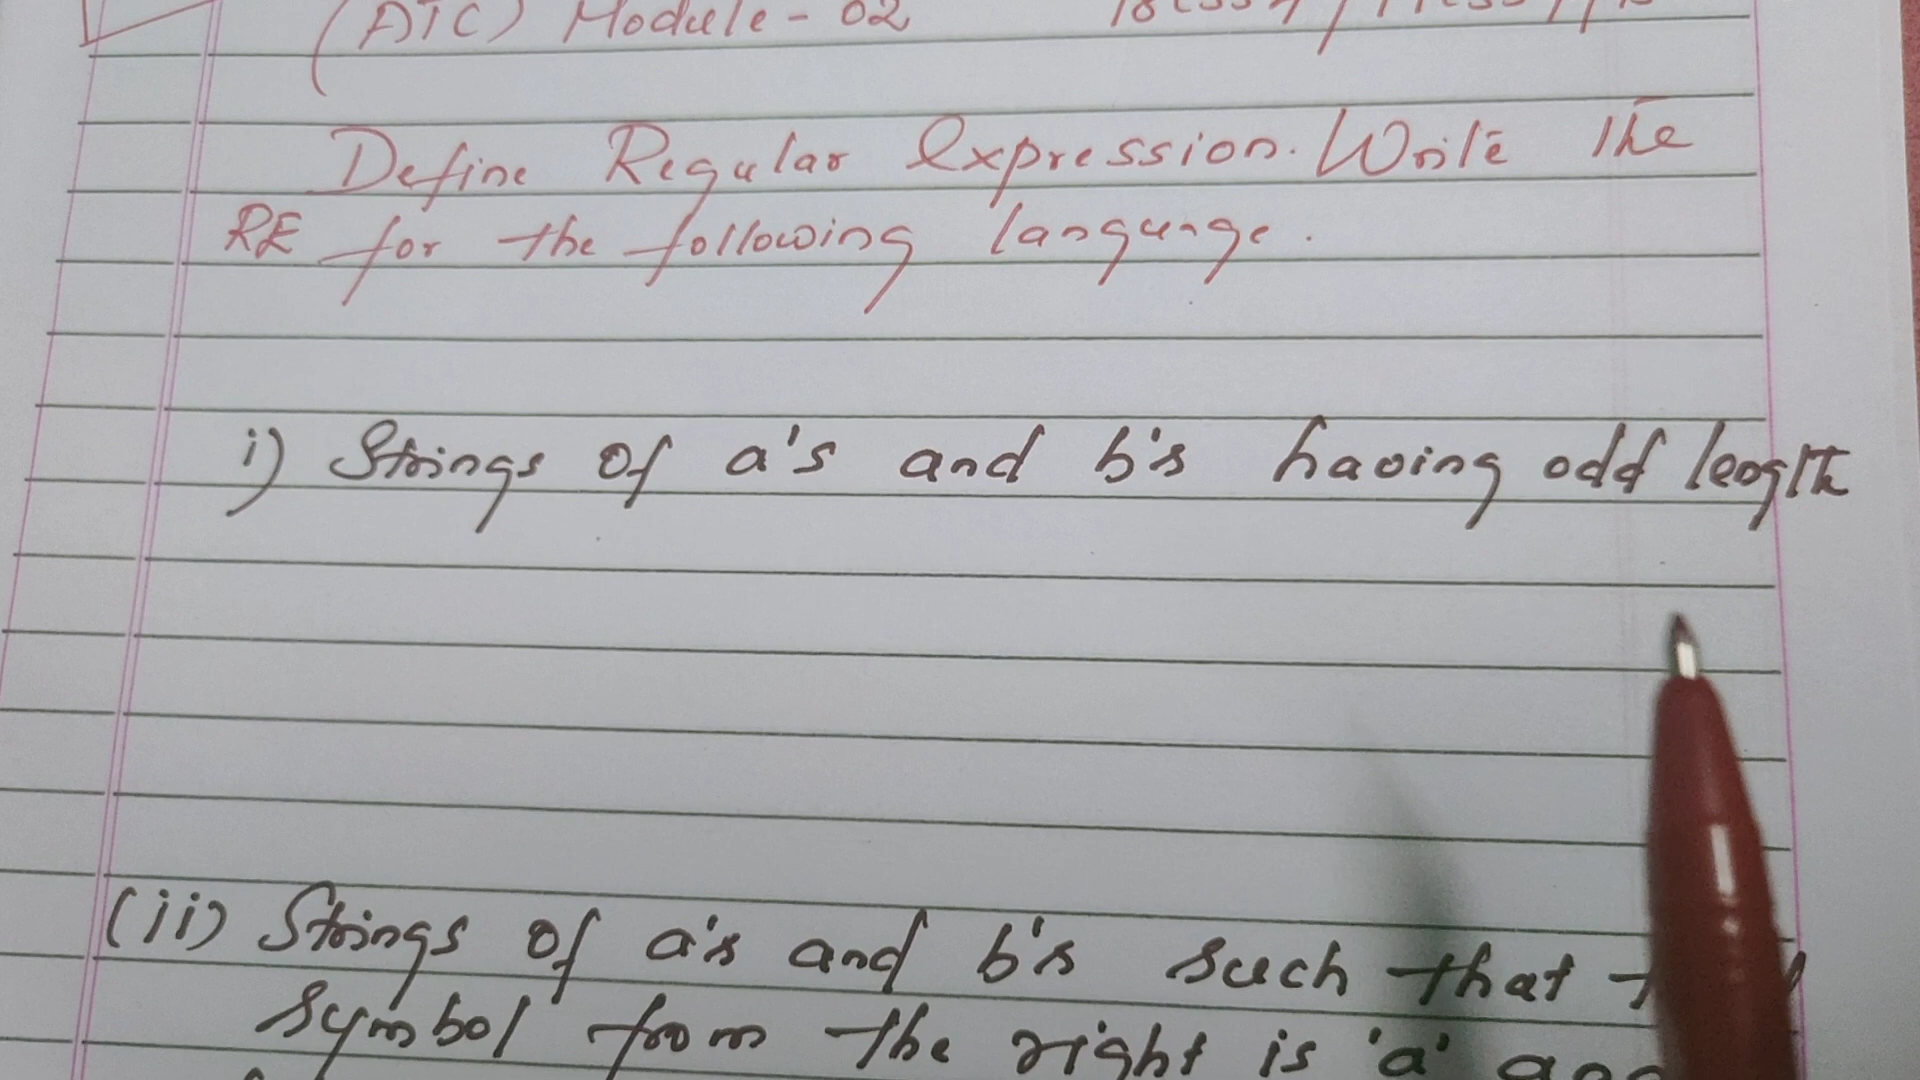 (ATC) Module - 02
Define Regular Expression. Write the
RE for the following language.
i) Strings of a's and b's having odd length
(ii) Strings of a's and b's such that
symbol from the right is 'a'